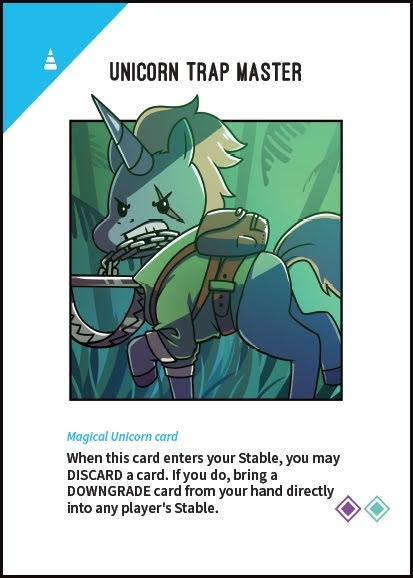 UNICORN TRAP MASTER
Magical Unicorn card
When this card enters your Stable, you may
DISCARD a card. If you do, bring a
DOWNGRADE card from your hand directly
into any player's Stable.